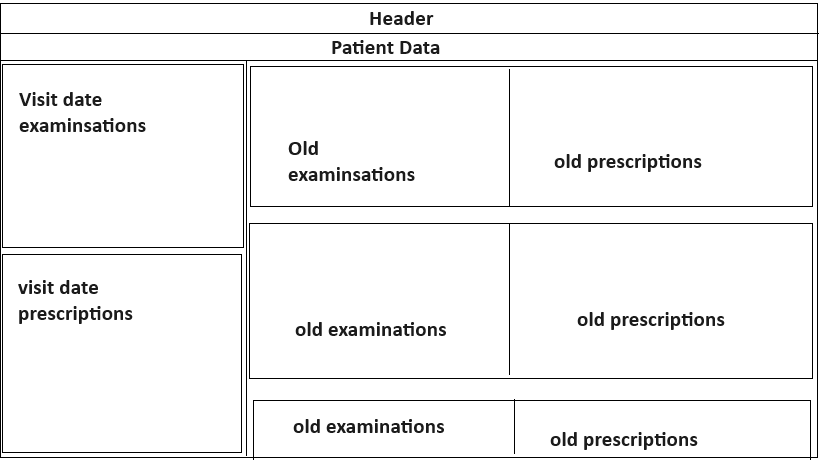 Header
Patient Data
Visit date
examinsations
visit date
prescriptions
Old
examinsations
old prescriptions
old examinations
old prescriptions
old examinations
old prescriptions